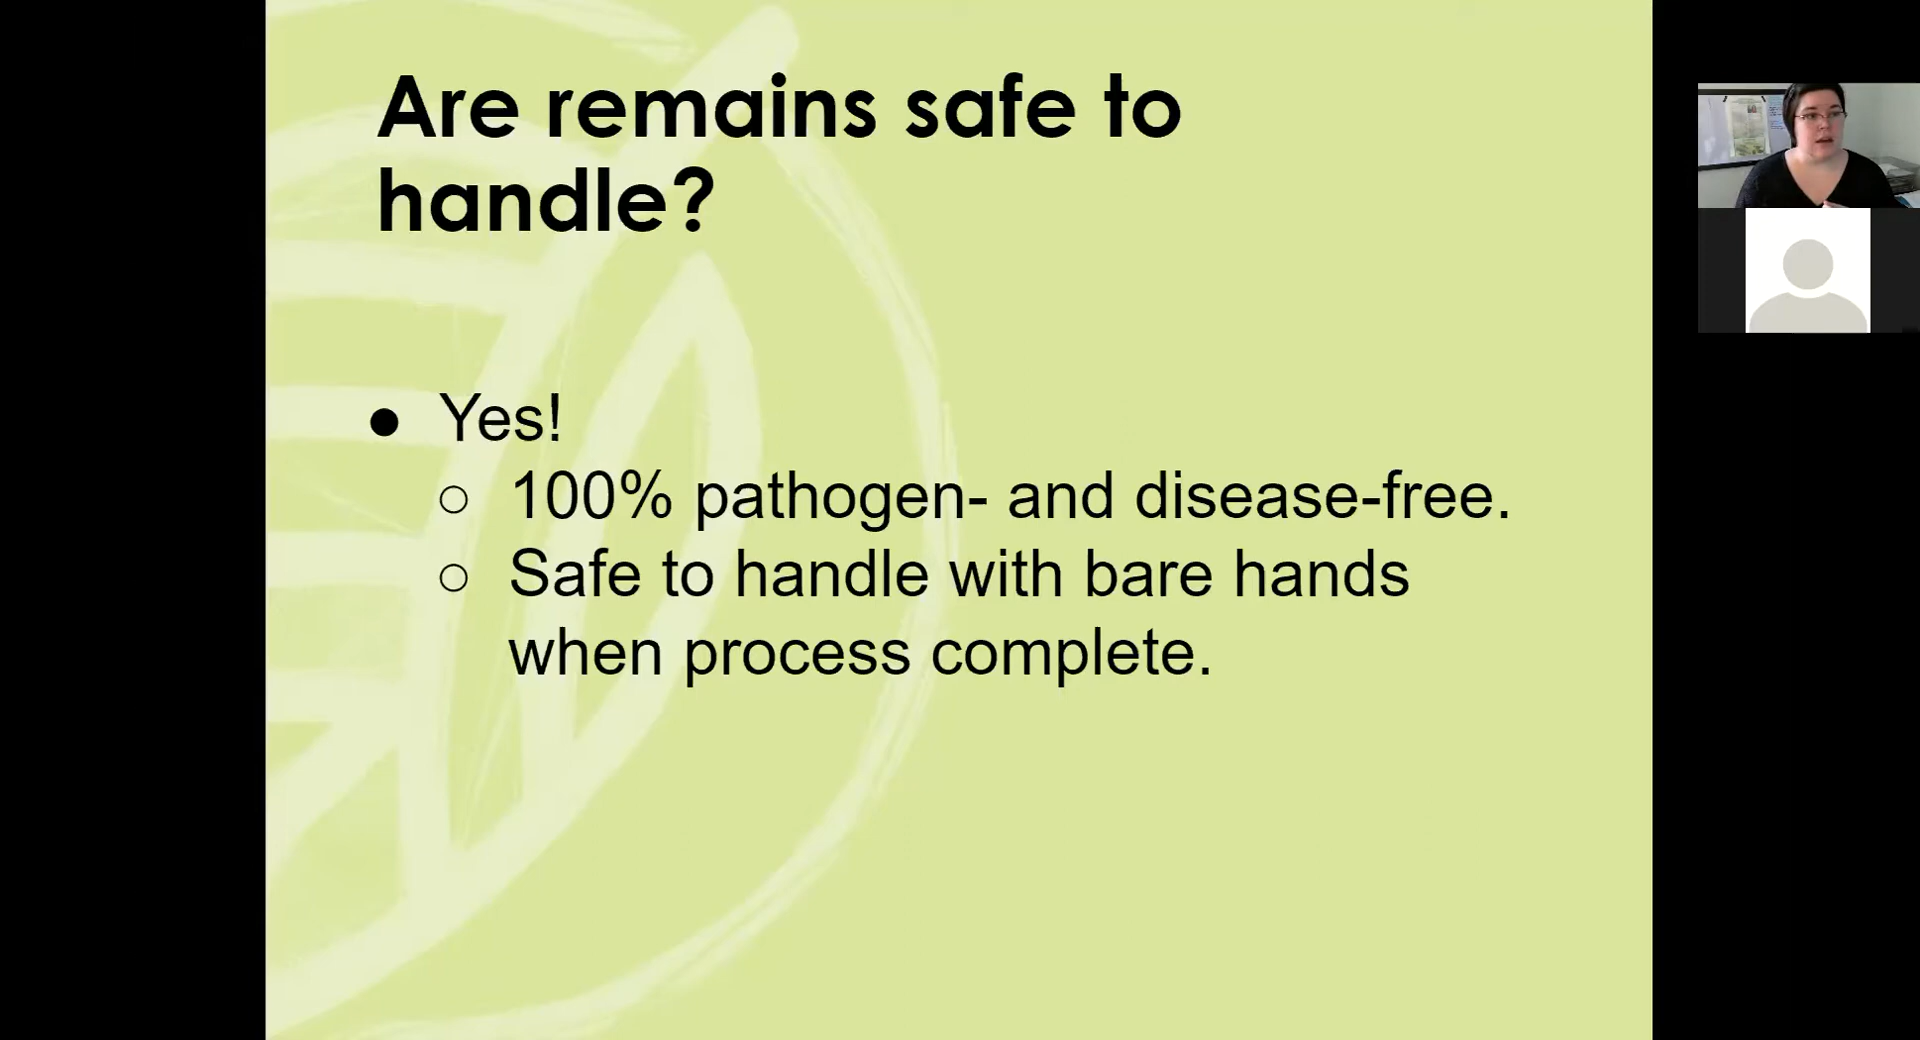 Are remains safe to
handle?
● Yes!
○ 100% pathogen- and disease-free.
○ Safe to handle with bare hands
when process complete.